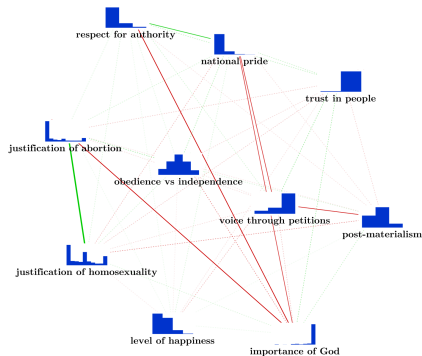 respect for authority
national pride
trust in people
justification of abortion
obedience vs independence
voice through petitions
post-materialism
justification of homosexuality
level of happiness
importance of God